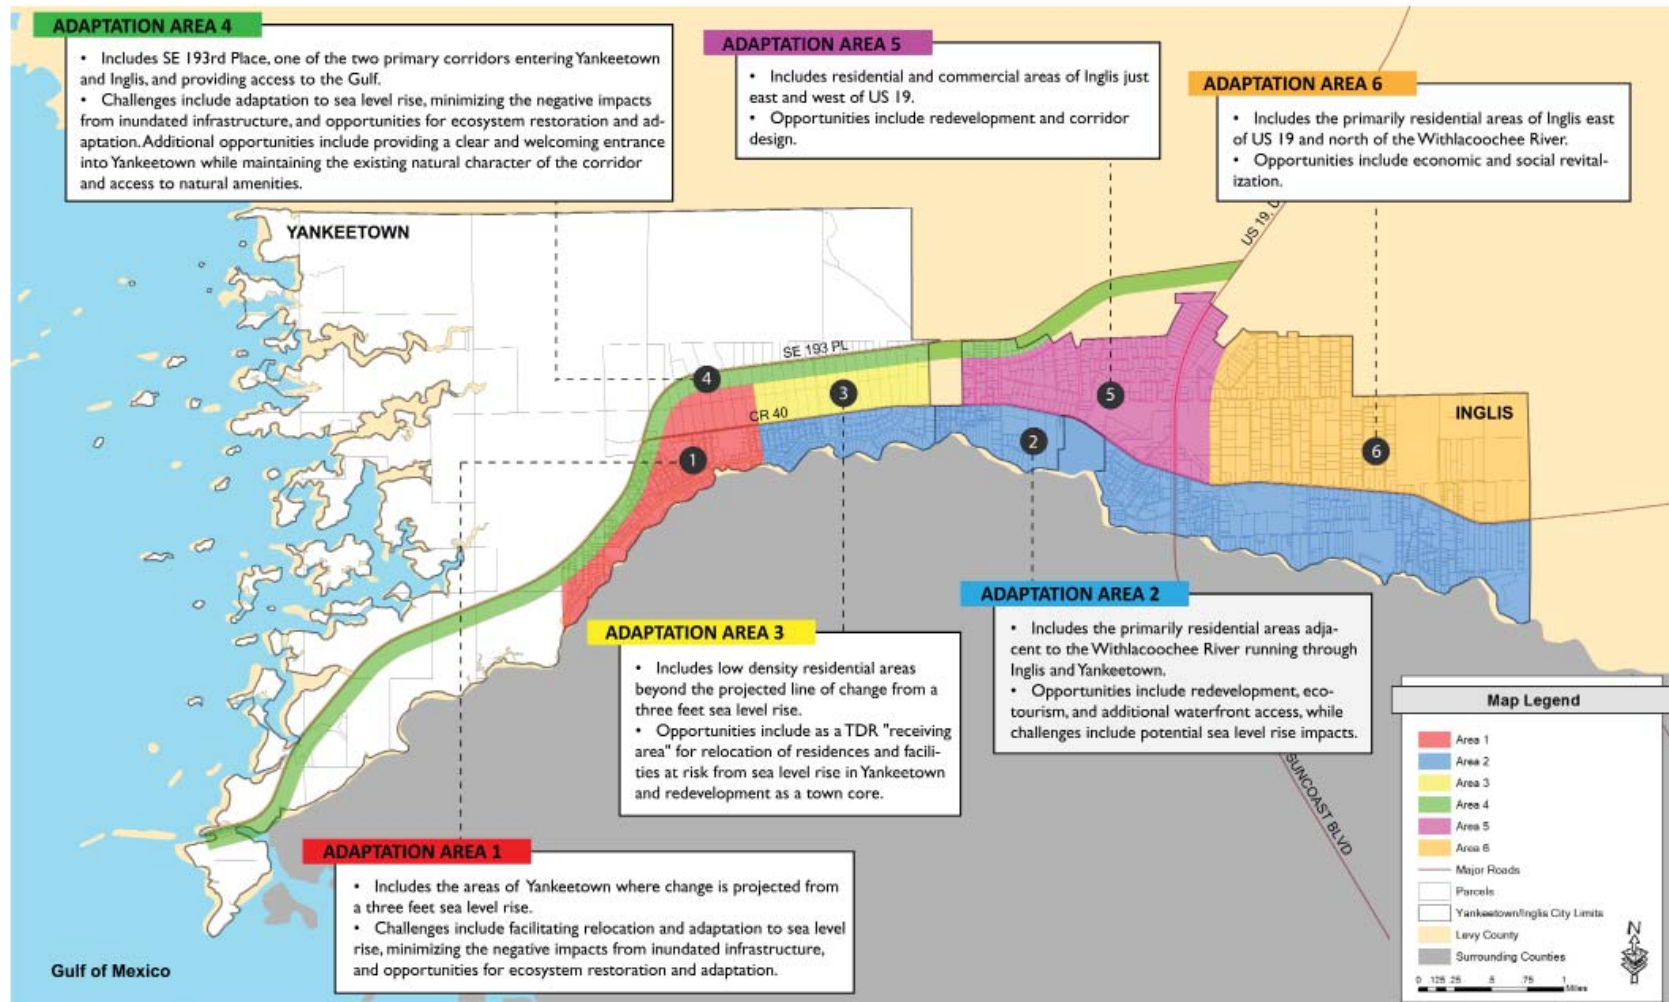 ADAPTATION AREA 4
• Includes SE 193rd Place, one of the two primary corridors entering Yankeetown
and Inglis, and providing access to the Gulf.
• Challenges include adaptation to sea level rise, minimizing the negative impacts
from inundated infrastructure, and opportunities for ecosystem restoration and ad-
aptation. Additional opportunities include providing a clear and welcoming entrance
into Yankeetown while maintaining the existing natural character of the corridor
and access to natural amenities.
ADAPTATION AREA 5
• Includes residential and commercial areas of Inglis just
east and west of US 19.
• Opportunities include redevelopment and corridor
design.
ADAPTATION AREA 6
• Includes the primarily residential areas of Inglis east
of US 19 and north of the Withlacoochee River.
• Opportunities include economic and social revital-
ization.
YANKEETOWN
US 19,
SE 193 PL
4
3
5
CR 40
INGLIS
1
2
6
ADAPTATION AREA 2
• Includes the primarily residential areas adja-
cent to the Withlacoochee River running through
Inglis and Yankeetown.
• Opportunities include redevelopment, eco-
tourism, and additional waterfront access, while
challenges include potential sea level rise impacts.
ADAPTATION AREA 3
• Includes low density residential areas
beyond the projected line of change from a
three feet sea level rise.
• Opportunities include as a TDR "receiving
area" for relocation of residences and facili-
ties at risk from sea level rise in Yankeetown
and redevelopment as a town core.
SUNCOAST BLVD
ADAPTATION AREA 1
• Includes the areas of Yankeetown where change is projected from
a three feet sea level rise.
• Challenges include facilitating relocation and adaptation to sea level
rise, minimizing the negative impacts from inundated infrastructure,
and opportunities for ecosystem restoration and adaptation.
Gulf of Mexico
Map Legend
Area 1
Area 2
Area 3
Area 4
Area 5
Area 6
Major Roads
Parcels
Yankeetown/Inglis City Limits
Levy County
Surrounding Counties
N
0 .125 .25 .5 .75 1
Miles